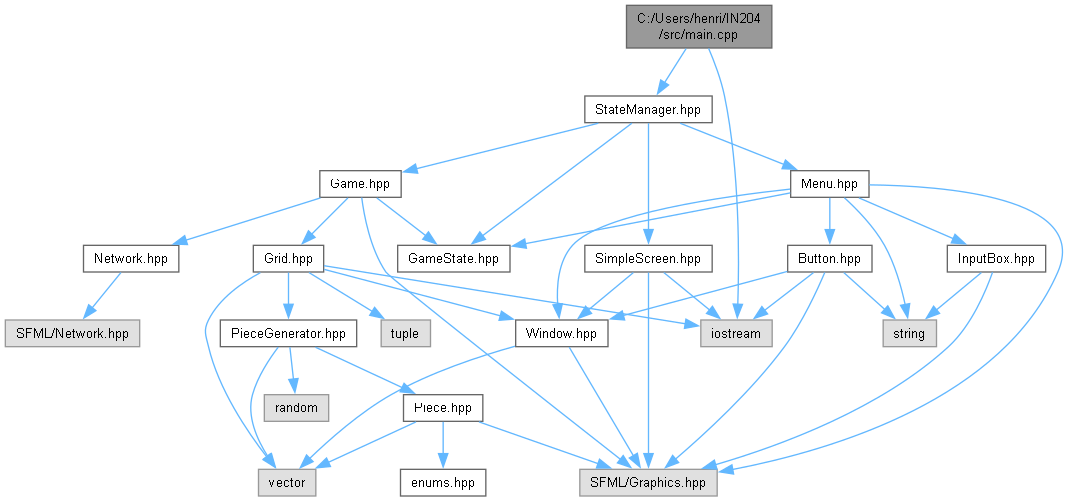 C:/Users/henri/IN204
/src/main.cpp
StateManager.hpp
Game.hpp
Menu.hpp
Network.hpp
Grid.hpp
GameState.hpp
SimpleScreen.hpp
Button.hpp
InputBox.hpp
SFML/Network.hpp
PieceGenerator.hpp
tuple
Window.hpp
iostream
string
random
Piece.hpp
vector
enums.hpp
SFML/Graphics.hpp